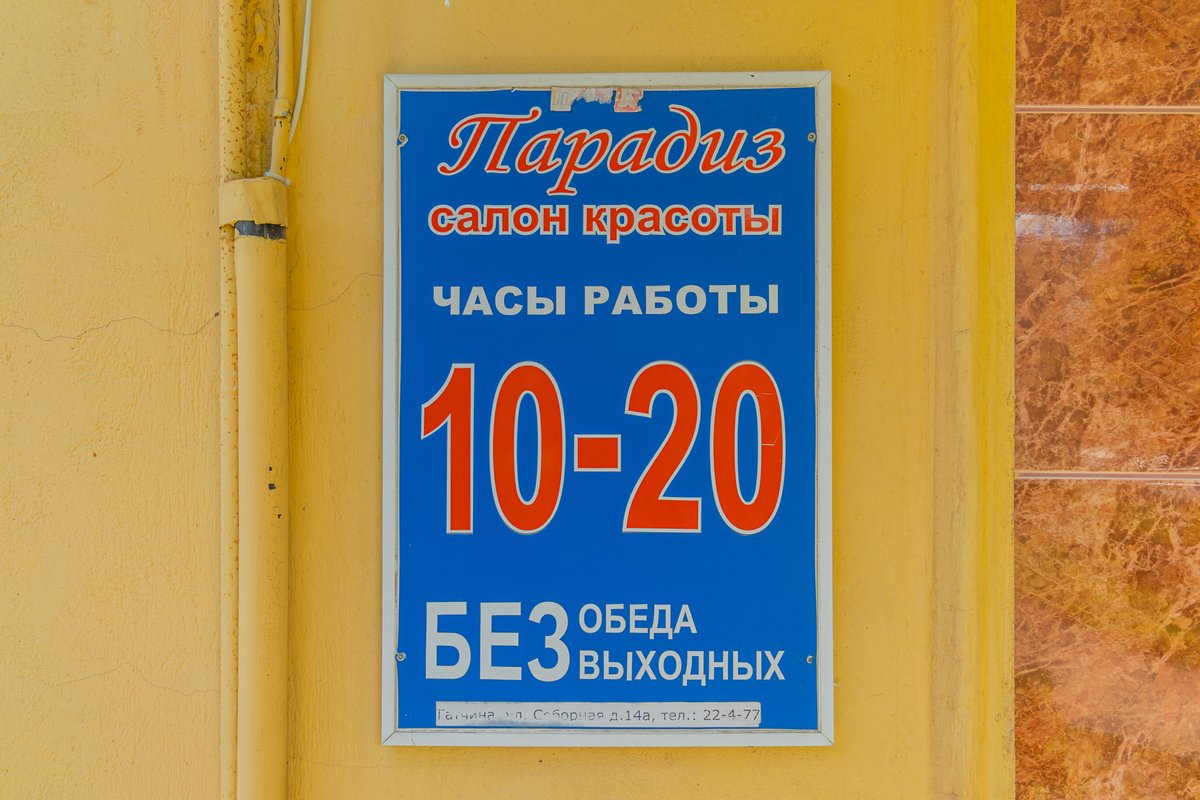 Парадиз
салон красоты
ЧАСЫ РАБОТЫ
10-20
БЕЗ ОБЕДА
ВЫХОДНЫХ
Гатчина, ул. Соборная д.14а, тел.: 22-4-77